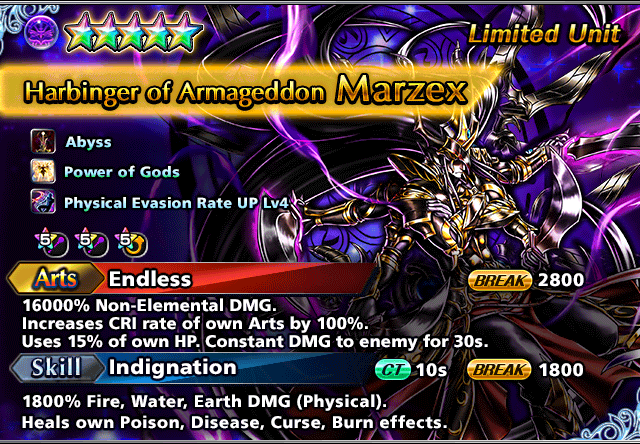 Limited Unit
Harbinger of Armageddon Marzex
Abyss
Power of Gods
Physical Evasion Rate UP Lv4
5 5 5
Arts Endless BREAK 2800
16000% Non-Elemental DMG.
Increases CRI rate of own Arts by 100%.
Uses 15% of own HP. Constant DMG to enemy for 30s.
Skill Indignation CT 10s BREAK 1800
1800% Fire, Water, Earth DMG (Physical).
Heals own Poison, Disease, Curse, Burn effects.